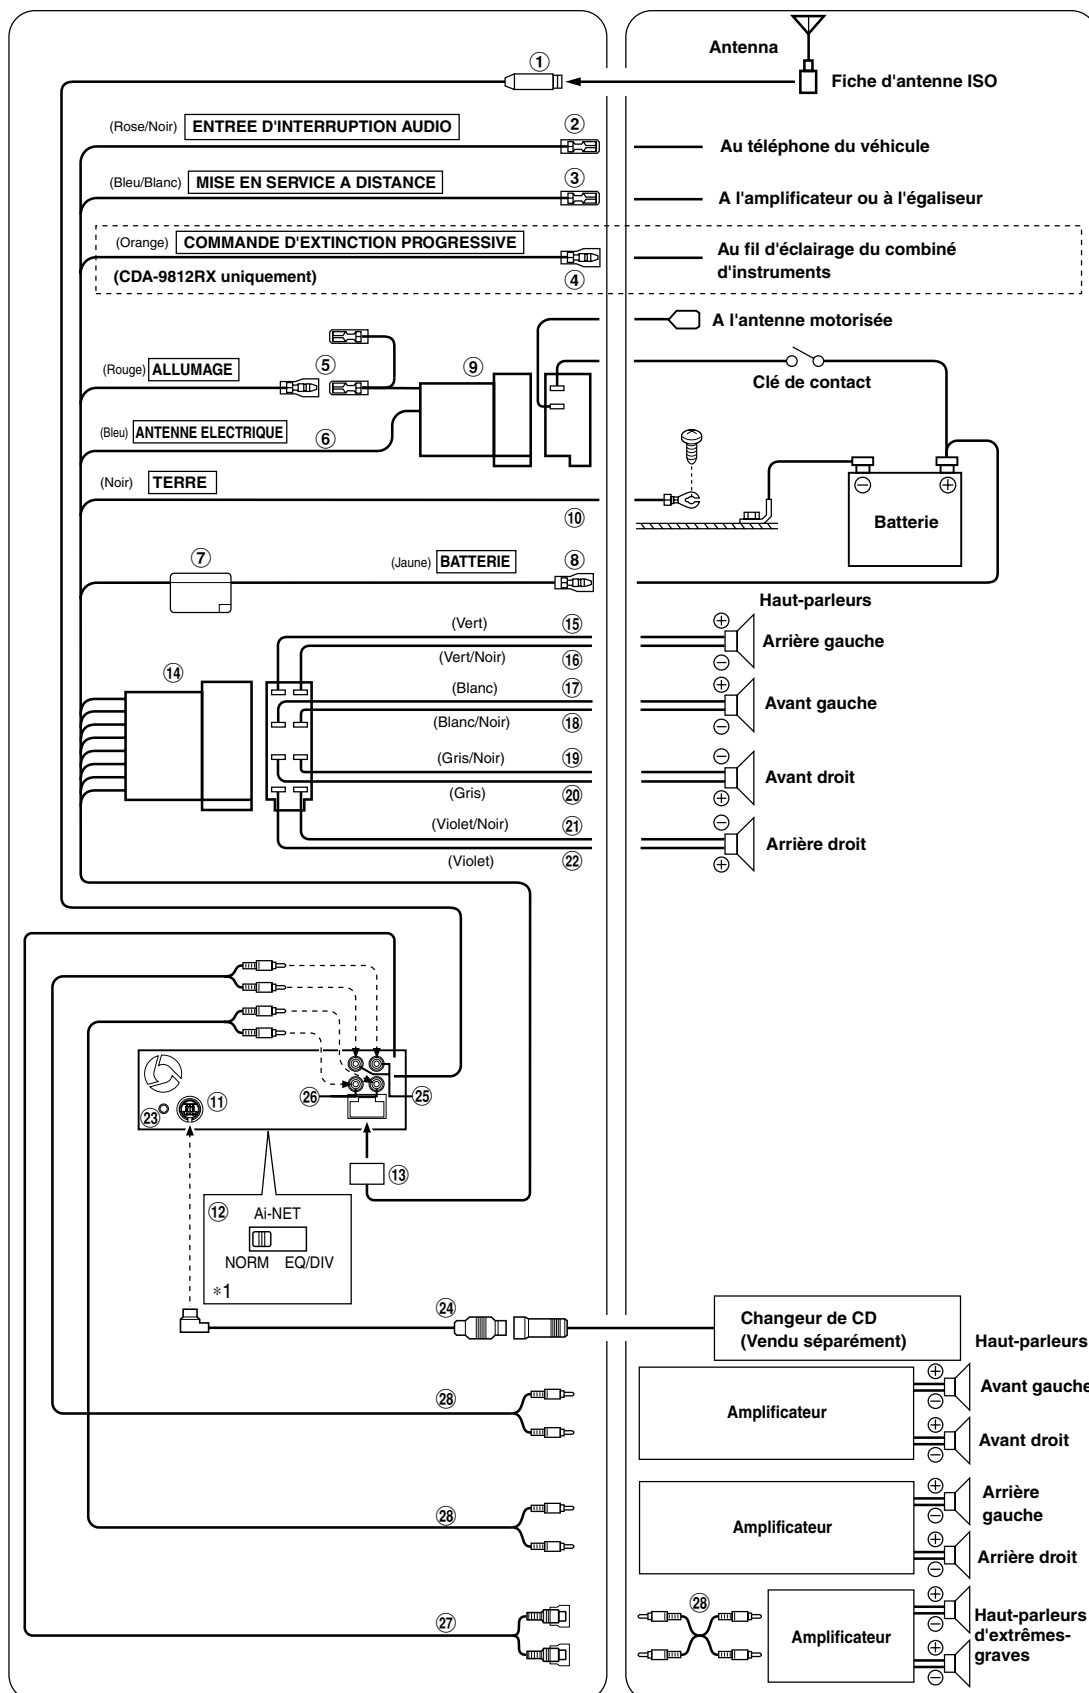 Antenna
①
Fiche d'antenne ISO
(Rose/Noir) ENTREE D'INTERRUPTION AUDIO ②
Au téléphone du véhicule
(Bleu/Blanc) MISE EN SERVICE A DISTANCE ③
A l'amplificateur ou à l'égaliseur
(Orange) COMMANDE D'EXTINCTION PROGRESSIVE
(CDA-9812RX uniquement) ④
Au fil d'éclairage du combiné
d'instruments
A l'antenne motorisée
(Rouge) ALLUMAGE ⑤ ⑨
Clé de contact
(Bleu) ANTENNE ELECTRIQUE ⑥
(Noir) TERRE ⑩
⊖ ⊕
Batterie
⑦ (Jaune) BATTERIE ⑧
Haut-parleurs
(Vert) ⑮ ⊕
Arrière gauche
(Vert/Noir) ⑯ ⊖
⑭
(Blanc) ⑰ ⊕
Avant gauche
(Blanc/Noir) ⑱ ⊖
(Gris/Noir) ⑲ ⊖
Avant droit
(Gris) ⑳ ⊕
(Violet/Noir) ㉑ ⊖
Arrière droit
(Violet) ㉒ ⊕
㉓ ⑪ ㉖ ㉕
⑬
⑫ Ai-NET
NORM EQ/DIV
*1
㉔
Changeur de CD
(Vendu séparément)
Haut-parleurs
㉘
Amplificateur
⊕
Avant gauche
⊖
⊕
Avant droit
⊖
㉘
Amplificateur
⊕
Arrière
gauche
⊖
⊕
Arrière droit
⊖
㉗
㉘
Amplificateur
⊕
⊖
Haut-parleurs
d'extrêmes-
graves
⊕
⊖